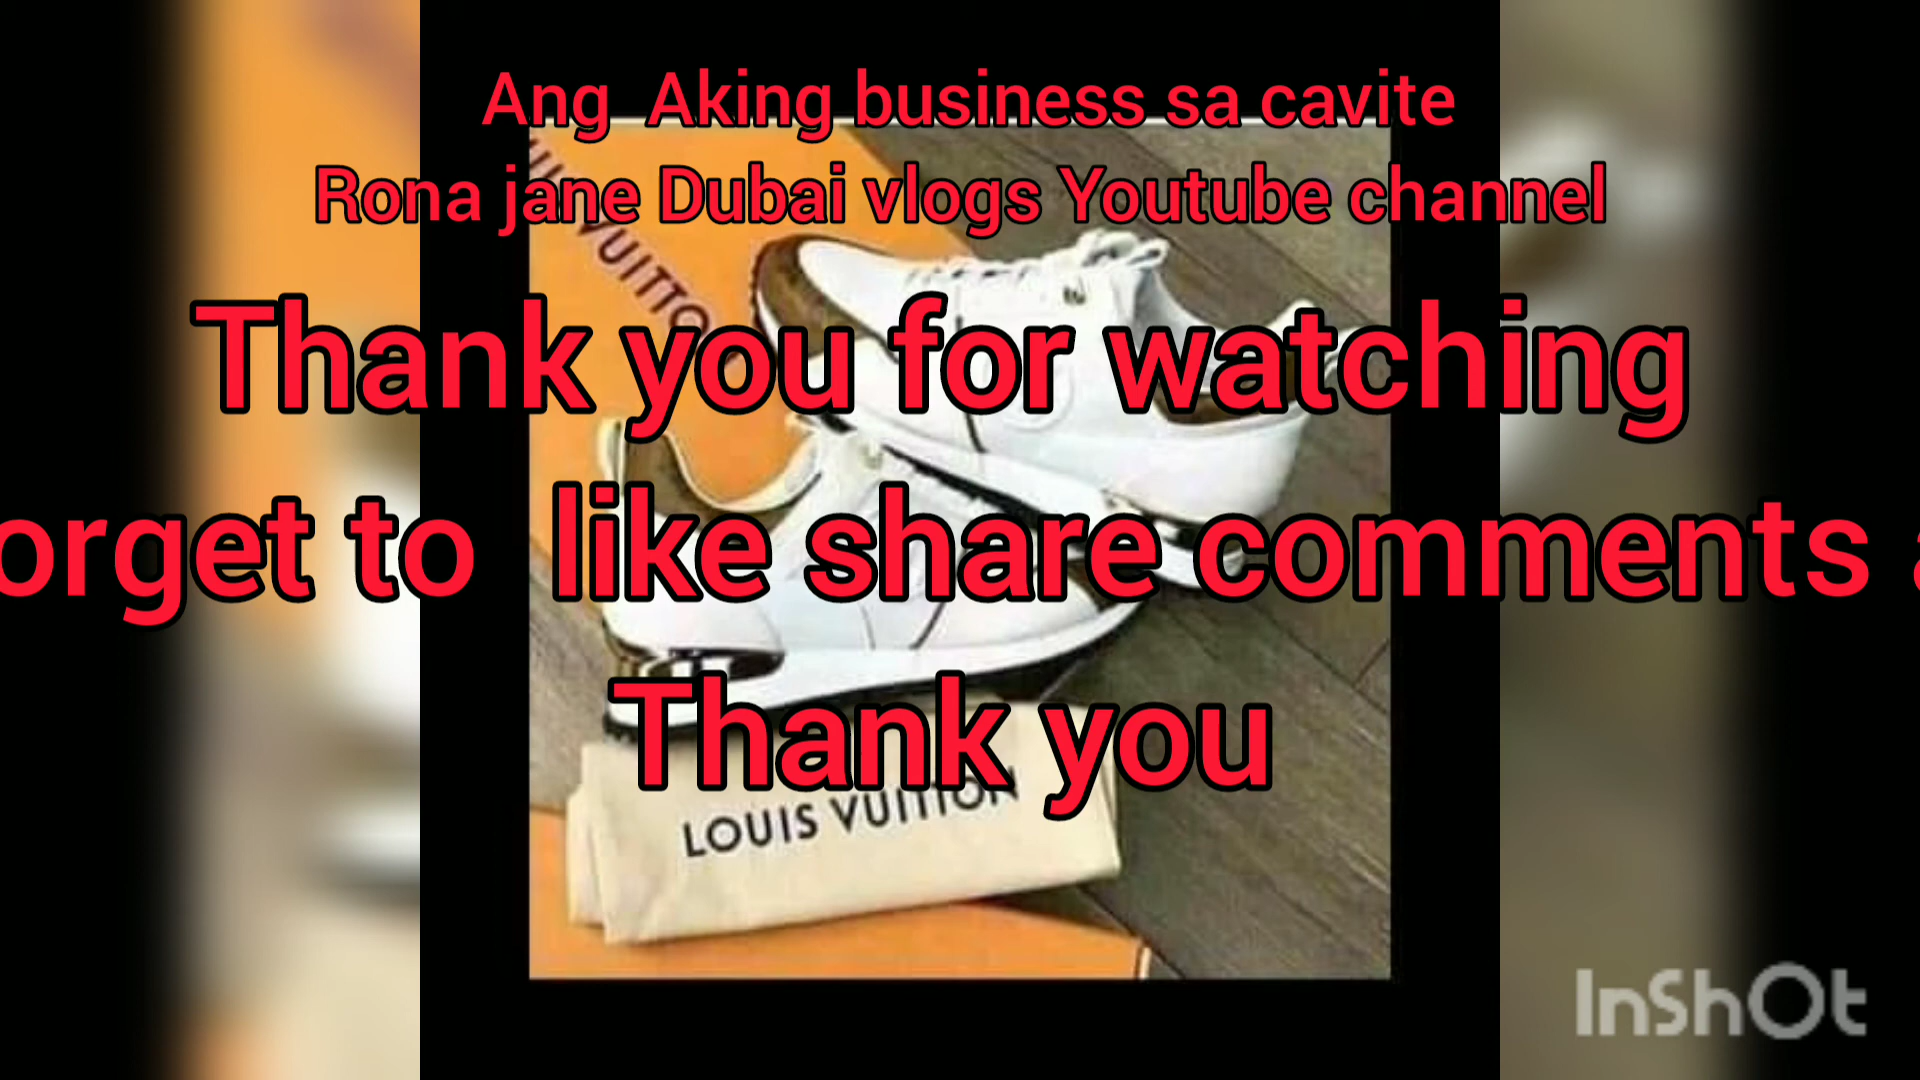 Ang Aking business sa cavite
Rona jane Dubai vlogs Youtube channel
VUITTO
Thank you for watching
orget to like share comments a
Thank you
LOUIS VUITTON
InShOt